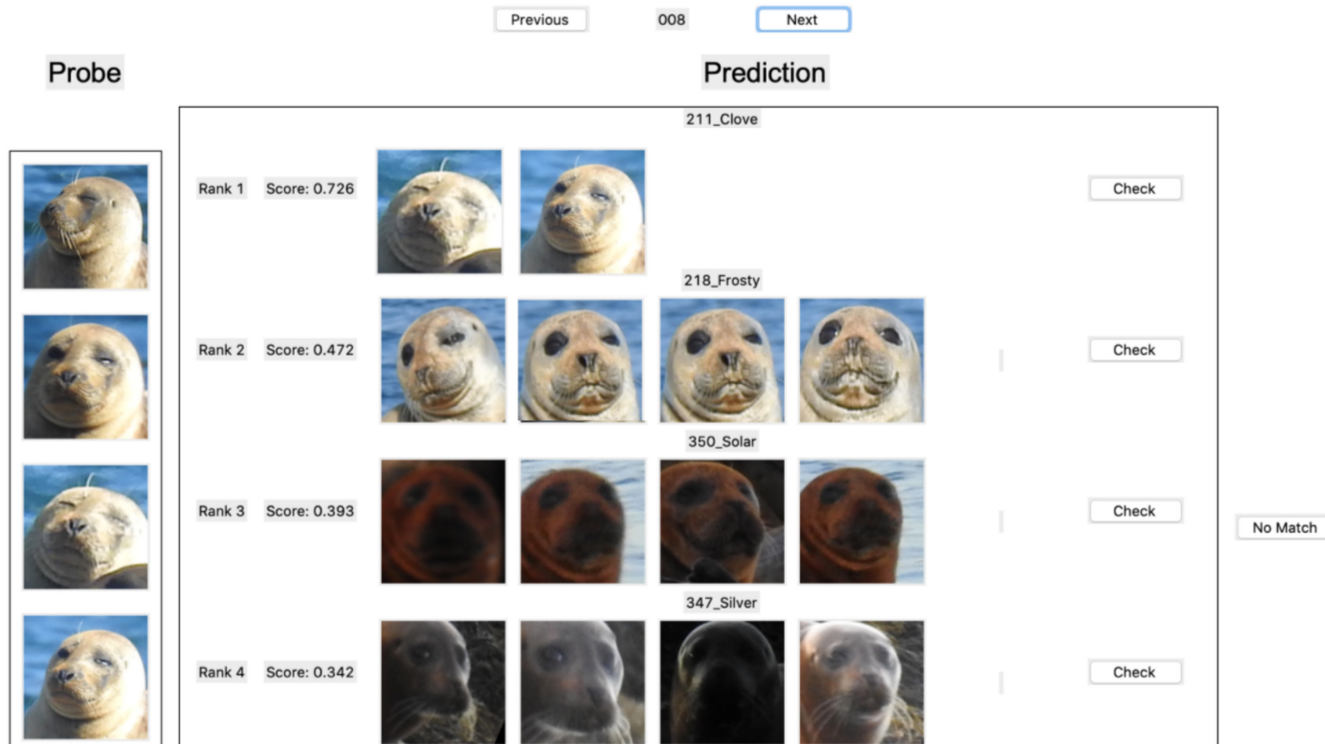 Previous 008 Next
Probe Prediction
211_Clove
Rank 1 Score: 0.726 Check
218_Frosty
Rank 2 Score: 0.472 Check
350_Solar
Rank 3 Score: 0.393 Check
No Match
347_Silver
Rank 4 Score: 0.342 Check